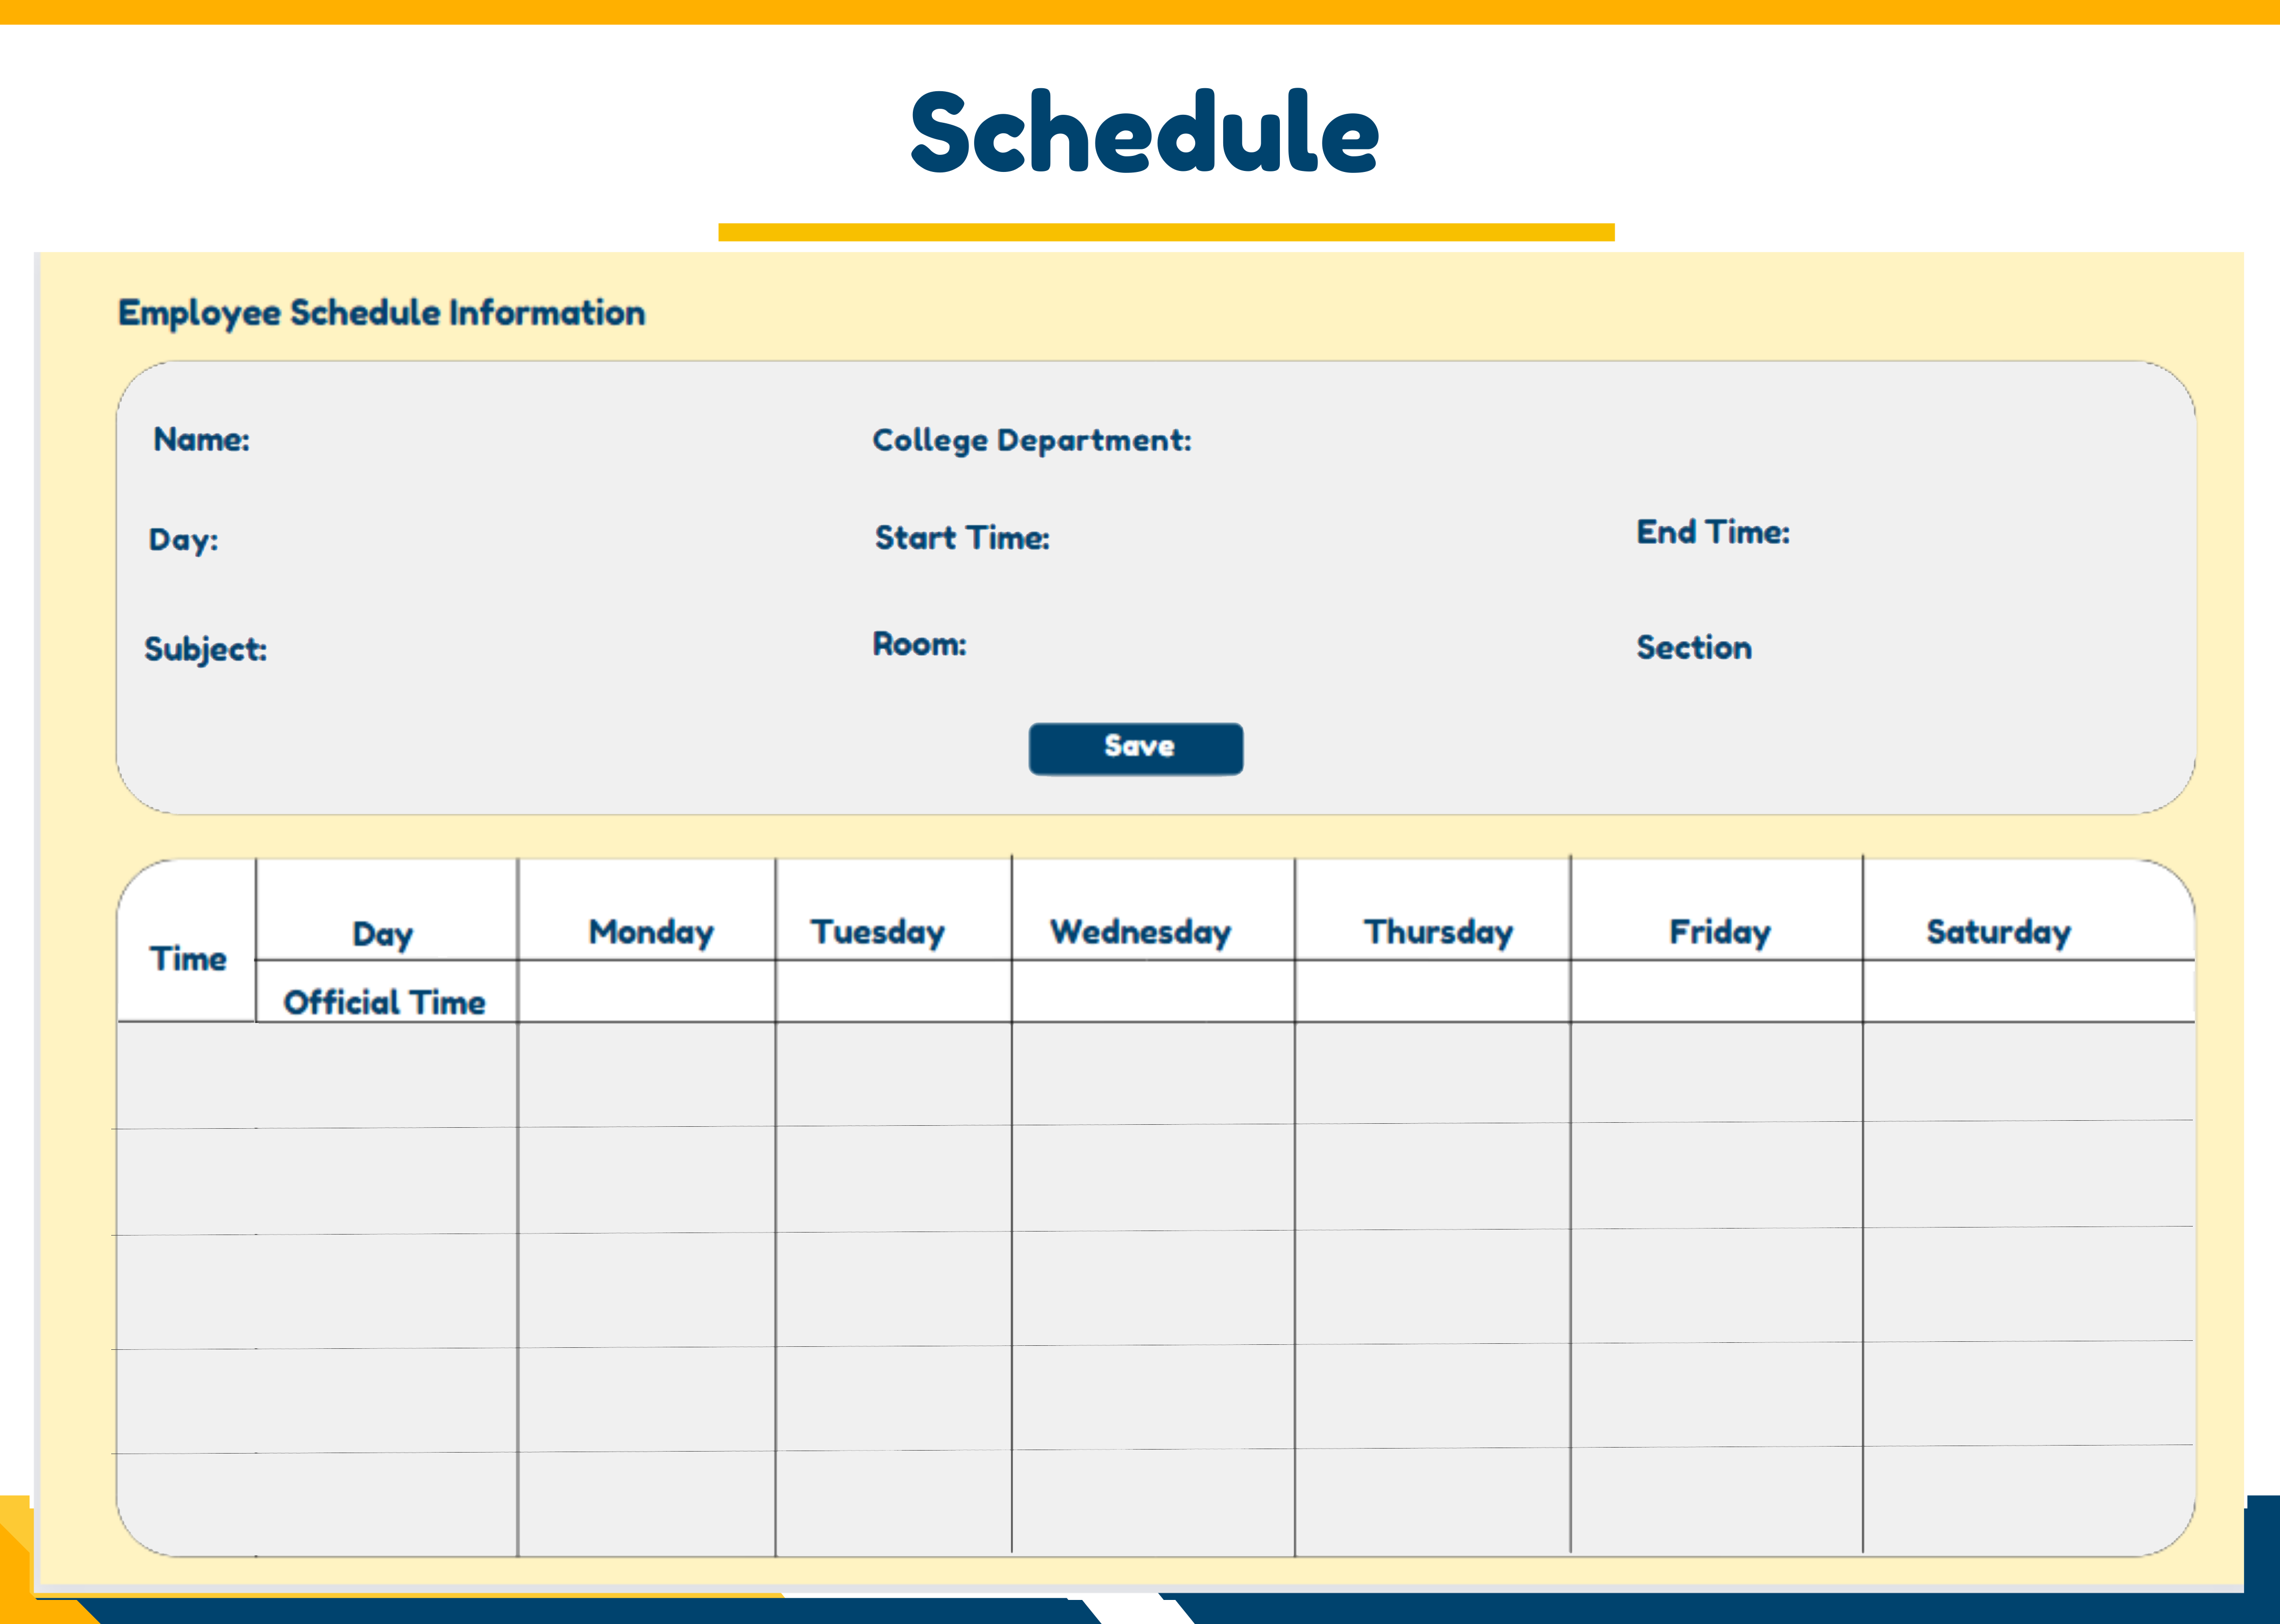 Schedule
Employee Schedule Information
Name:
College Department:
Day:
Start Time:
End Time:
Subject:
Room:
Section
Save
Time
Day
Monday
Tuesday
Wednesday
Thursday
Friday
Saturday
Official Time